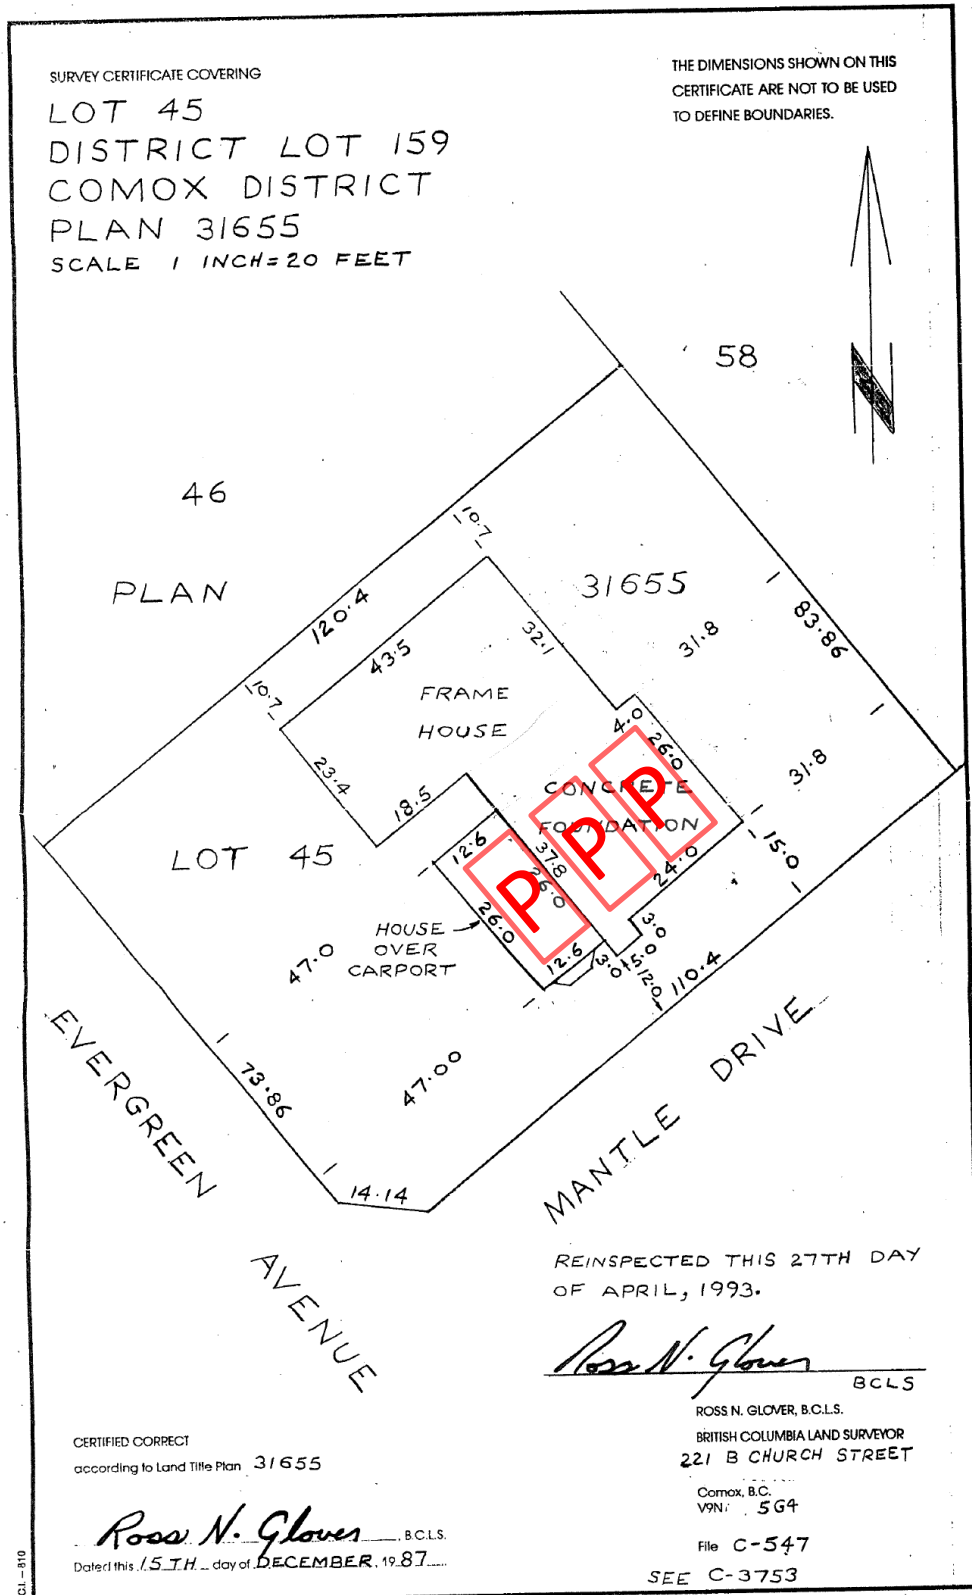 SURVEY CERTIFICATE COVERING
LOT 45
DISTRICT LOT 159
COMOX DISTRICT
PLAN 31655
SCALE 1 INCH=20 FEET
THE DIMENSIONS SHOWN ON THIS
CERTIFICATE ARE NOT TO BE USED
TO DEFINE BOUNDARIES.
N
58
46
PLAN
31655
120.4
10.7
10.7
43.5
32.1
83.86
31.8
31.8
FRAME
HOUSE
4.0
26.0
CONCRETE
FOUNDATION
23.4
18.5
12.6
37.8
26.0
24.0
15.0
LOT 45
P
P
P
HOUSE
OVER
CARPORT
26.0
12.6
3.0
3.0
15.00
12.0
110.4
47.0
47.00
73.86
14.14
EVERGREEN
AVENUE
MANTLE DRIVE
REINSPECTED THIS 27TH DAY
OF APRIL, 1993.
Ross N. Glover
BCLS
ROSS N. GLOVER, B.C.L.S.
BRITISH COLUMBIA LAND SURVEYOR
221 B CHURCH STREET
Comox, B.C.
V9N 5G4
File C-547
SEE C-3753
CERTIFIED CORRECT
according to Land Title Plan 31655
Ross N. Glover, B.C.L.S.
Dated this 15TH day of DECEMBER, 1987
C.I. – 810